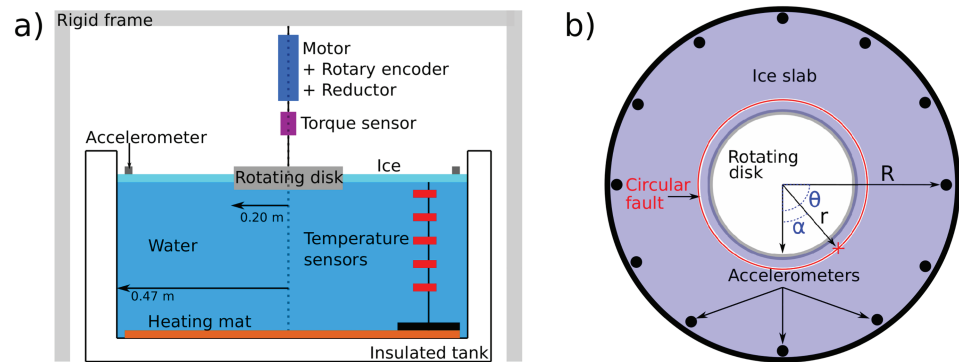 a)
Rigid frame
Motor
+ Rotary encoder
+ Reductor
Torque sensor
Accelerometer
Ice
Rotating disk
0.20 m
Water
Temperature
sensors
0.47 m
Heating mat
Insulated tank
b)
Ice slab
Rotating
disk
R
Circular
fault
θ
r
α
Accelerometers